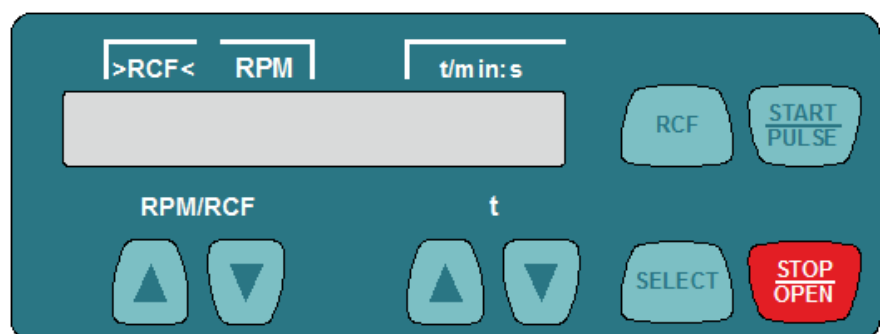 >RCF< RPM t/min:s
RCF
START
PULSE
RPM/RCF t
SELECT
STOP
OPEN